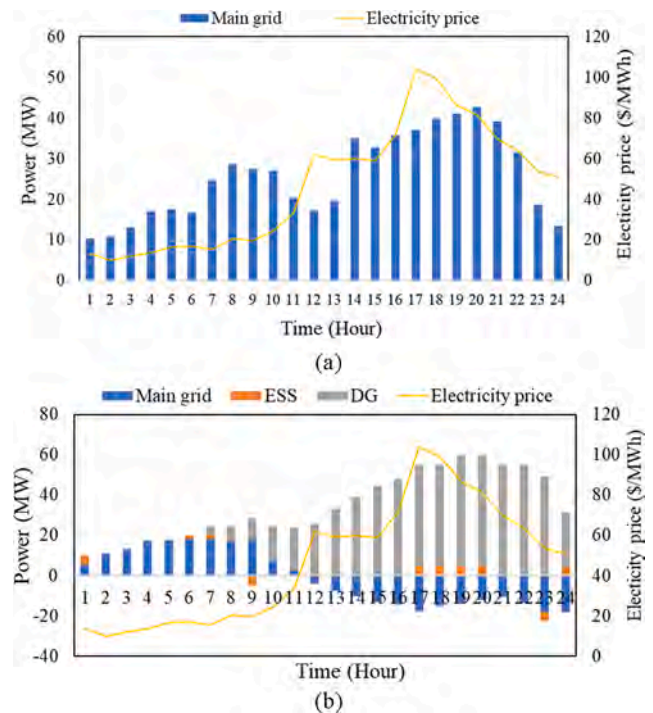 (a)
Main grid Electricity price
60 120
50 100
40 80
30 60
20 40
10 20
0 0
Power (MW)
Electicity price ($/MWh)
1 2 3 4 5 6 7 8 9 10 11 12 13 14 15 16 17 18 19 20 21 22 23 24
Time (Hour)
(a)
Main grid ESS DG Electricity price
80 120
60 100
40 80
20 60
0 40
-20 20
-40 0
Power (MW)
Electricity price ($/MWh)
1 2 3 4 5 6 7 8 9 10 11 12 13 14 15 16 17 18 19 20 21 22 23 24
Time (Hour)
(b)